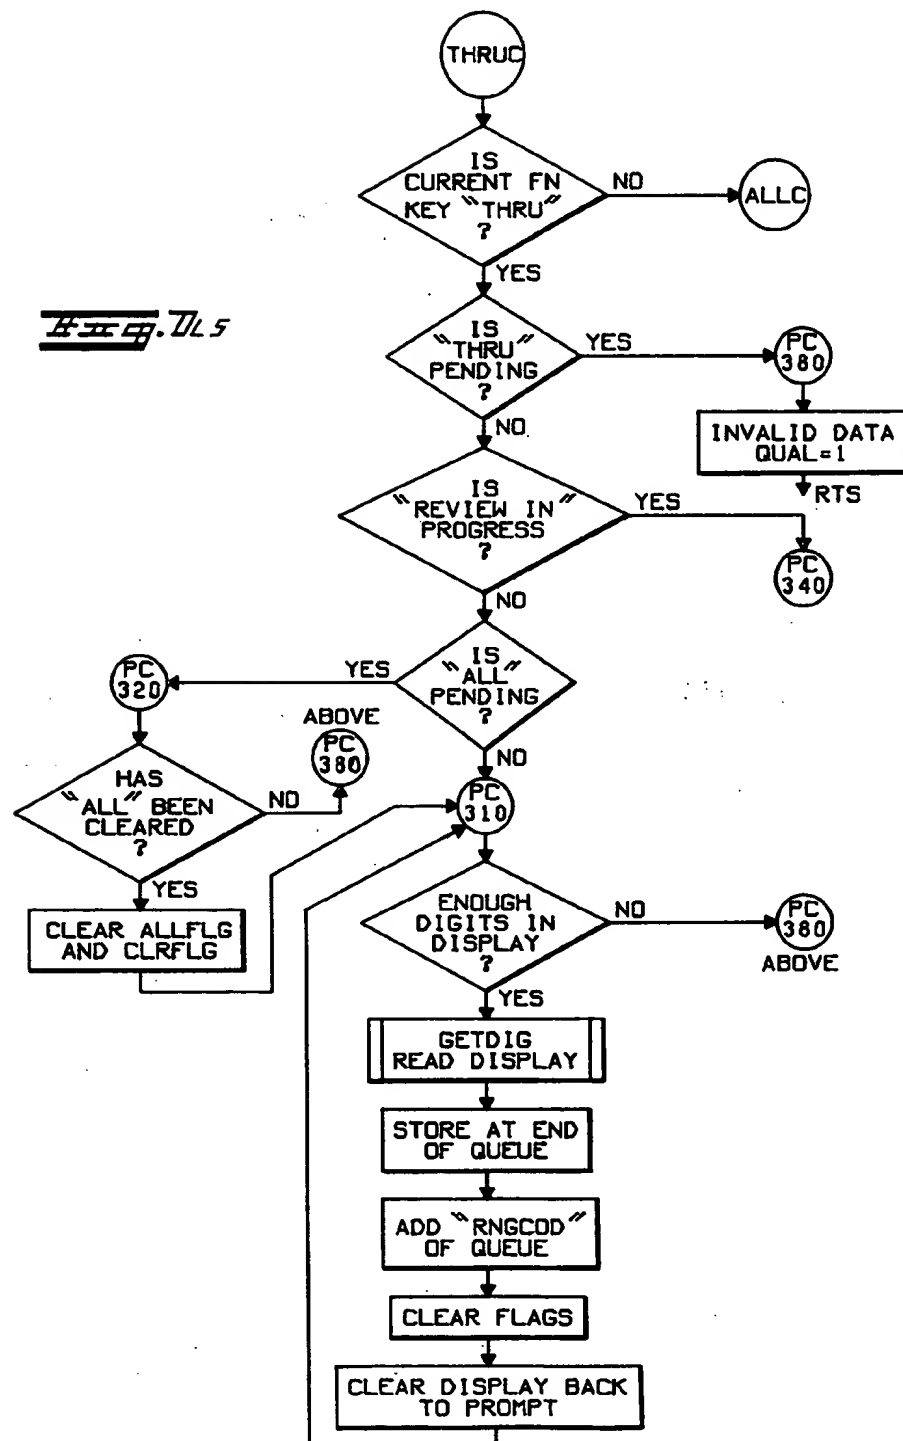 THRUC
IS
CURRENT FN
KEY "THRU"
?
NO
ALLC
YES
Fig. DL5
IS
"THRU"
PENDING
?
YES
PC
380
NO
INVALID DATA
QUAL=1
RTS
IS
"REVIEW IN"
PROGRESS
?
YES
PC
340
NO
IS
"ALL"
PENDING
?
YES
PC
320
NO
ABOVE
PC
380
HAS
"ALL" BEEN
CLEARED
?
NO
PC
310
YES
CLEAR ALLFLG
AND CLRFLG
ENOUGH
DIGITS IN
DISPLAY
?
NO
PC
380
ABOVE
YES
GETDIG
READ DISPLAY
STORE AT END
OF QUEUE
ADD "RNGCOD"
OF QUEUE
CLEAR FLAGS
CLEAR DISPLAY BACK
TO PROMPT